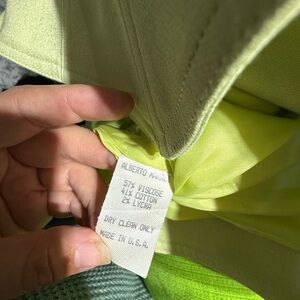 ALBERTO MAKALI
57% VISCOSE
41% COTTON
2% LYCRA
DRY CLEAN ONLY
MADE IN U.S.A.